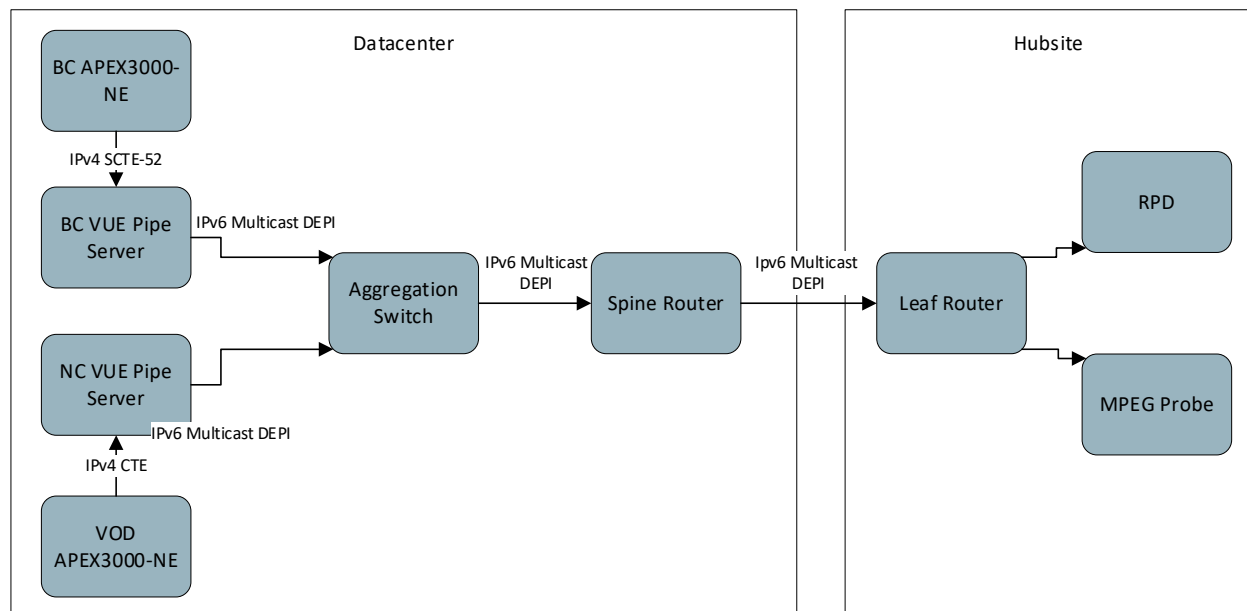 Datacenter
Hubsite
BC APEX3000-
NE
IPv4 SCTE-52
BC VUE Pipe
Server
IPv6 Multicast DEPI
Aggregation
Switch
IPv6 Multicast
DEPI
Spine Router
Ipv6 Multicast
DEPI
Leaf Router
RPD
MPEG Probe
NC VUE Pipe
Server
IPv6 Multicast DEPI
IPv4 CTE
VOD
APEX3000-NE